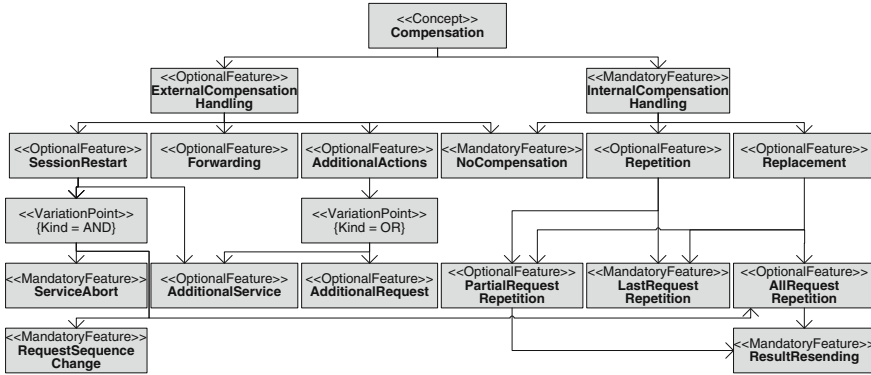 <<Concept>>
Compensation
<<OptionalFeature>>
ExternalCompensation
Handling
<<MandatoryFeature>>
InternalCompensation
Handling
<<OptionalFeature>>
SessionRestart
<<OptionalFeature>>
Forwarding
<<OptionalFeature>>
AdditionalActions
<<MandatoryFeature>>
NoCompensation
<<OptionalFeature>>
Repetition
<<OptionalFeature>>
Replacement
<<VariationPoint>>
{Kind = AND}
<<VariationPoint>>
{Kind = OR}
<<MandatoryFeature>>
ServiceAbort
<<OptionalFeature>>
AdditionalService
<<OptionalFeature>>
AdditionalRequest
<<OptionalFeature>>
PartialRequest
Repetition
<<MandatoryFeature>>
LastRequest
Repetition
<<OptionalFeature>>
AllRequest
Repetition
<<MandatoryFeature>>
RequestSequence
Change
<<MandatoryFeature>>
ResultResending